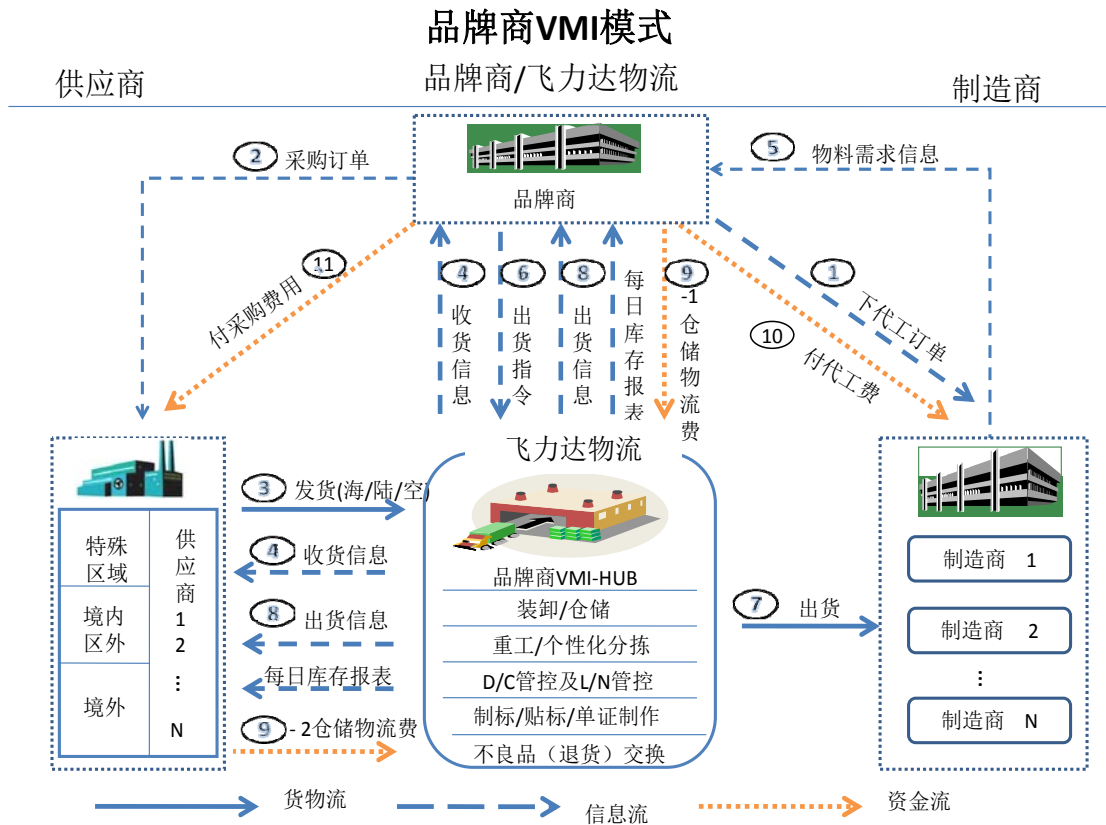 品牌商VMI模式
供应商
品牌商/飞力达物流
制造商
② 采购订单
⑤ 物料需求信息
品牌商
⑪
付采购费用
④
收货信息
⑥
出货指令
⑧
出货信息
每日库存报表
⑨
-1仓储物流费
①
下代工订单
⑩
付代工费
飞力达物流
③ 发货(海/陆/空)
④ 收货信息
⑧ 出货信息
每日库存报表
⑨ - 2仓储物流费
特殊
区域
境内
区外
境外
供应商
1
2
⋮
N
品牌商VMI-HUB
装卸/仓储
重工/个性化分拣
D/C管控及L/N管控
制标/贴标/单证制作
不良品（退货）交换
⑦ 出货
制造商 1
制造商 2
⋮
制造商 N
货物流
信息流
资金流